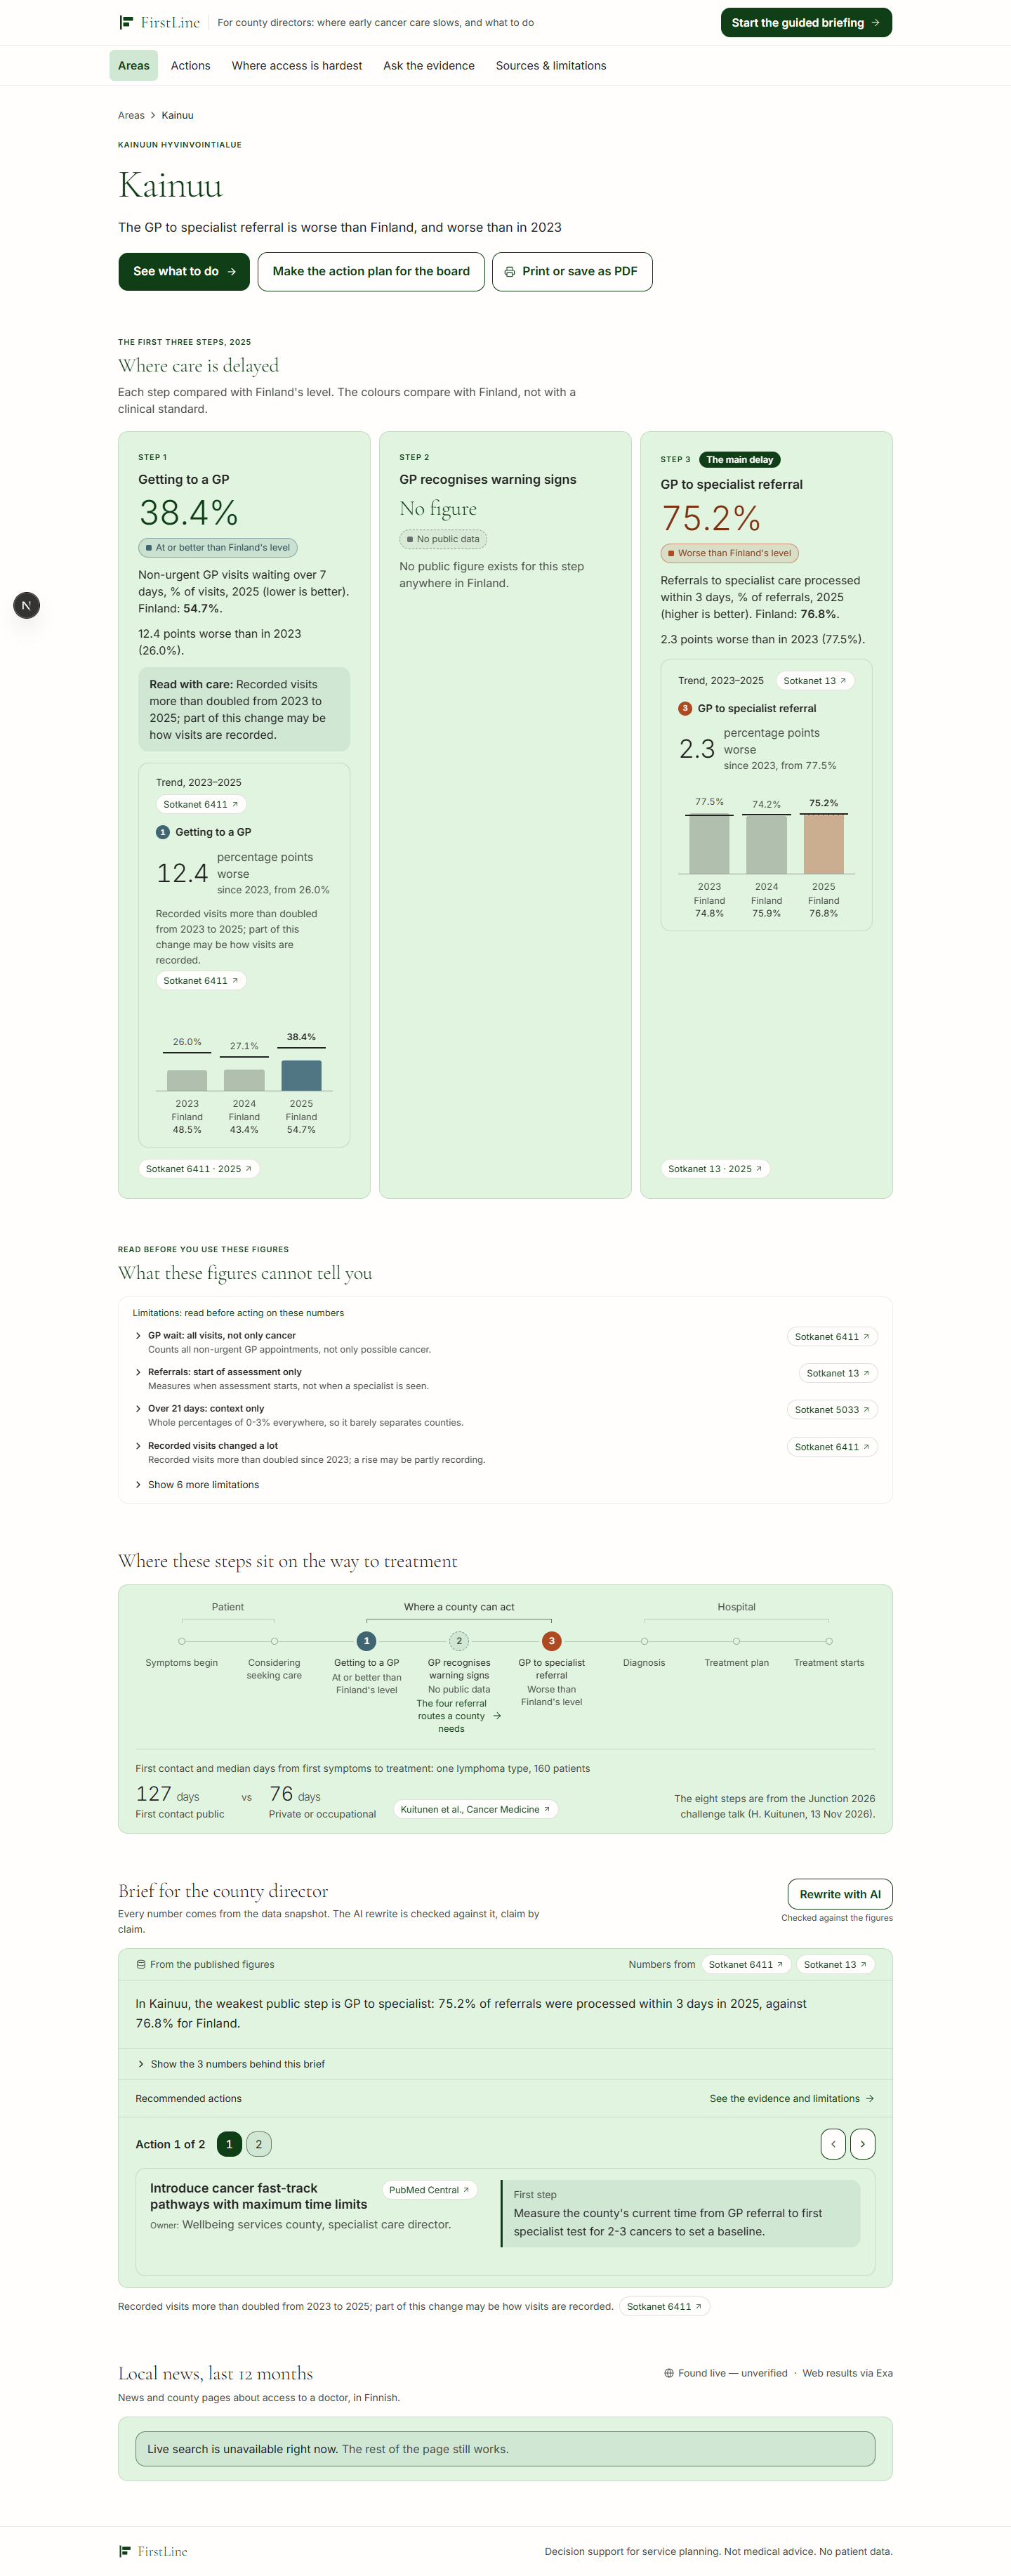 FirstLine
For county directors: where early cancer care slows, and what to do
Start the guided briefing
Areas
Actions
Where access is hardest
Ask the evidence
Sources & limitations
Areas > Kainuu
KAINUUN HYVINVOINTIALUE
Kainuu
The GP to specialist referral is worse than Finland, and worse than in 2023
See what to do →
Make the action plan for the board
Print or save as PDF
THE FIRST THREE STEPS, 2025
Where care is delayed
Each step compared with Finland's level. The colours compare with Finland, not with a
clinical standard.
STEP 1
Getting to a GP
38.4%
At or better than Finland's level
Non-urgent GP visits waiting over 7
days, % of visits, 2025 (lower is better).
Finland: 54.7%.
12.4 points worse than in 2023
(26.0%).
Read with care: Recorded visits
more than doubled from 2023 to
2025; part of this change may be
how visits are recorded.
Trend, 2023–2025
Sotkanet 6411 ↗
1 Getting to a GP
12.4
percentage points
worse
since 2023, from 26.0%
Recorded visits more than doubled
from 2023 to 2025; part of this
change may be how visits are
recorded.
Sotkanet 6411 ↗
26.0%
27.1%
38.4%
2023
2024
2025
Finland
Finland
Finland
48.5%
43.4%
54.7%
Sotkanet 6411 · 2025 ↗
STEP 2
GP recognises warning signs
No figure
No public data
No public figure exists for this step
anywhere in Finland.
STEP 3
The main delay
GP to specialist referral
75.2%
Worse than Finland's level
Referrals to specialist care processed
within 3 days, % of referrals, 2025
(higher is better). Finland: 76.8%.
2.3 points worse than in 2023 (77.5%).
Trend, 2023–2025
Sotkanet 13 ↗
3 GP to specialist referral
2.3
percentage points
worse
since 2023, from 77.5%
77.5%
74.2%
75.2%
2023
2024
2025
Finland
Finland
Finland
74.8%
75.9%
76.8%
Sotkanet 13 · 2025 ↗
N
READ BEFORE YOU USE THESE FIGURES
What these figures cannot tell you
Limitations: read before acting on these numbers
GP wait: all visits, not only cancer
Counts all non-urgent GP appointments, not only possible cancer.
Sotkanet 6411 ↗
Referrals: start of assessment only
Measures when assessment starts, not when a specialist is seen.
Sotkanet 13 ↗
Over 21 days: context only
Whole percentages of 0-3% everywhere, so it barely separates counties.
Sotkanet 5033 ↗
Recorded visits changed a lot
Recorded visits more than doubled since 2023; a rise may be partly recording.
Sotkanet 6411 ↗
Show 6 more limitations
Where these steps sit on the way to treatment
Patient
Where a county can act
Hospital
1
2
3
Symptoms begin
Considering
seeking care
Getting to a GP
At or better than
Finland's level
GP recognises
warning signs
No public data
The four referral
routes a county
needs
→
GP to specialist
referral
Worse than
Finland's level
Diagnosis
Treatment plan
Treatment starts
First contact and median days from first symptoms to treatment: one lymphoma type, 160 patients
127 days
First contact public
vs
76 days
Private or occupational
Kuitunen et al., Cancer Medicine ↗
The eight steps are from the Junction 2026
challenge talk (H. Kuitunen, 13 Nov 2026).
Brief for the county director
Every number comes from the data snapshot. The AI rewrite is checked against it, claim by
claim.
Rewrite with AI
Checked against the figures
From the published figures
Numbers from
Sotkanet 6411 ↗
Sotkanet 13 ↗
In Kainuu, the weakest public step is GP to specialist: 75.2% of referrals were processed within 3 days in 2025, against
76.8% for Finland.
Show the 3 numbers behind this brief
Recommended actions
See the evidence and limitations →
Action 1 of 2
1
2
Introduce cancer fast-track
pathways with maximum time limits
PubMed Central ↗
Owner: Wellbeing services county, specialist care director.
First step
Measure the county's current time from GP referral to first
specialist test for 2-3 cancers to set a baseline.
Recorded visits more than doubled from 2023 to 2025; part of this change may be how visits are recorded.
Sotkanet 6411 ↗
Local news, last 12 months
Found live — unverified · Web results via Exa
News and county pages about access to a doctor, in Finnish.
Live search is unavailable right now. The rest of the page still works.
FirstLine
Decision support for service planning. Not medical advice. No patient data.